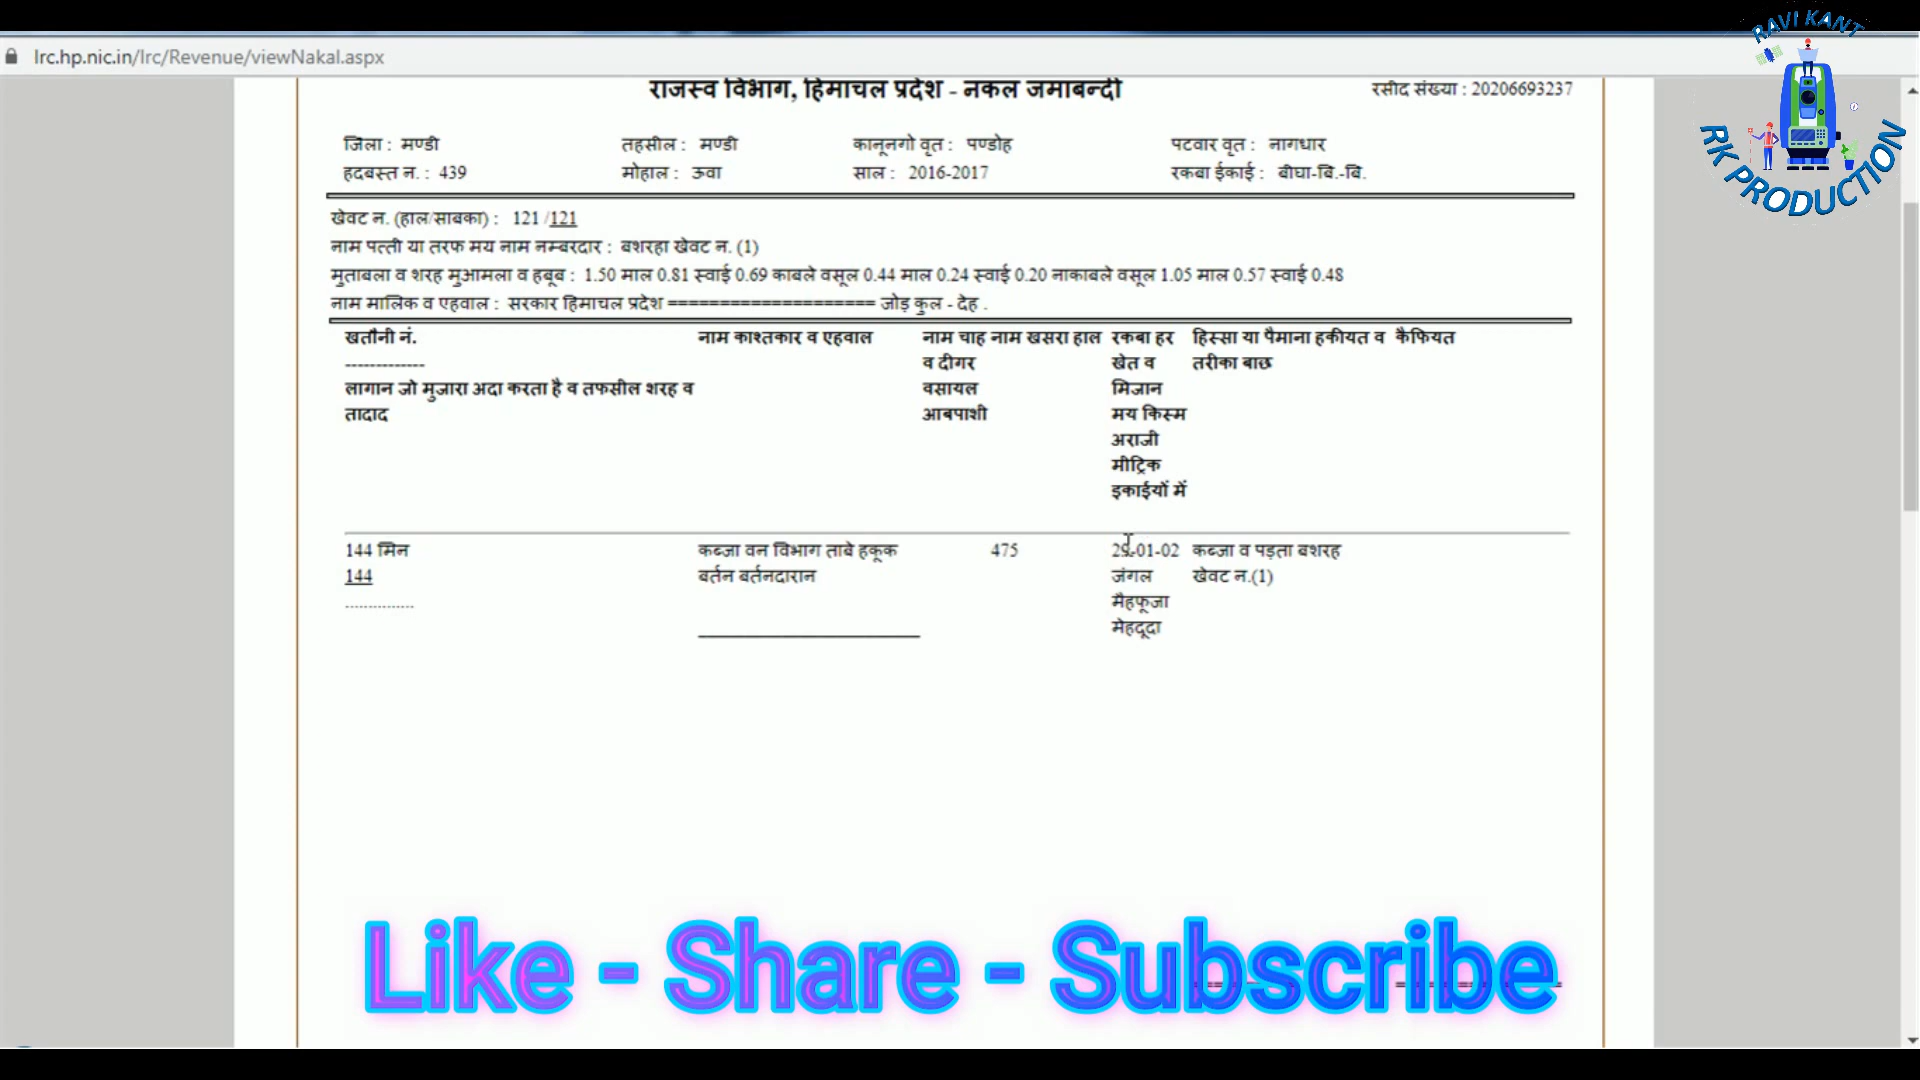 lrc.hp.nic.in/lrc/Revenue/viewNakal.aspx
RAVI KANT
RK PRODUCTION
राजस्व विभाग, हिमाचल प्रदेश - नकल जमाबन्दी
रसीद संख्या : 20206693237
जिला : मण्डी तहसील : मण्डी कानूनगो वृत : पण्डोह पटवार वृत : नागधार
हदबस्त न. : 439 मोहाल : ऊवा साल : 2016-2017 रकबा ईकाई : बीघा-बि.-बि.
खेवट न. (हाल/साबका) : 121 /121
नाम पत्ती या तरफ मय नाम नम्बरदार : बशरहा खेवट न. (1)
मुताबला व शरह मुआमला व हबूब : 1.50 माल 0.81 स्वाई 0.69 काबले वसूल 0.44 माल 0.24 स्वाई 0.20 नाकाबले वसूल 1.05 माल 0.57 स्वाई 0.48
नाम मालिक व एहवाल : सरकार हिमाचल प्रदेश ==================== जोड़ कुल - देह .
खतौनी नं. नाम काश्तकार व एहवाल नाम चाह नाम खसरा हाल रकबा हर हिस्सा या पैमाना हकीयत व कैफियत
------------- व दीगर खेत व तरीका बाछ
लागान जो मुजारा अदा करता है व तफसील शरह व वसायल मिजान
तादाद आबपाशी मय किस्म
अराजी
मीट्रिक
इकाईयों में
144 मिन कब्जा वन विभाग ताबे हकूक 475 29-01-02 कब्जा व पड़ता बशरह
144 बर्तन बर्तनदारान जंगल खेवट न.(1)
-------------- मैहफूजा
मेहदूदा
Like - Share - Subscribe